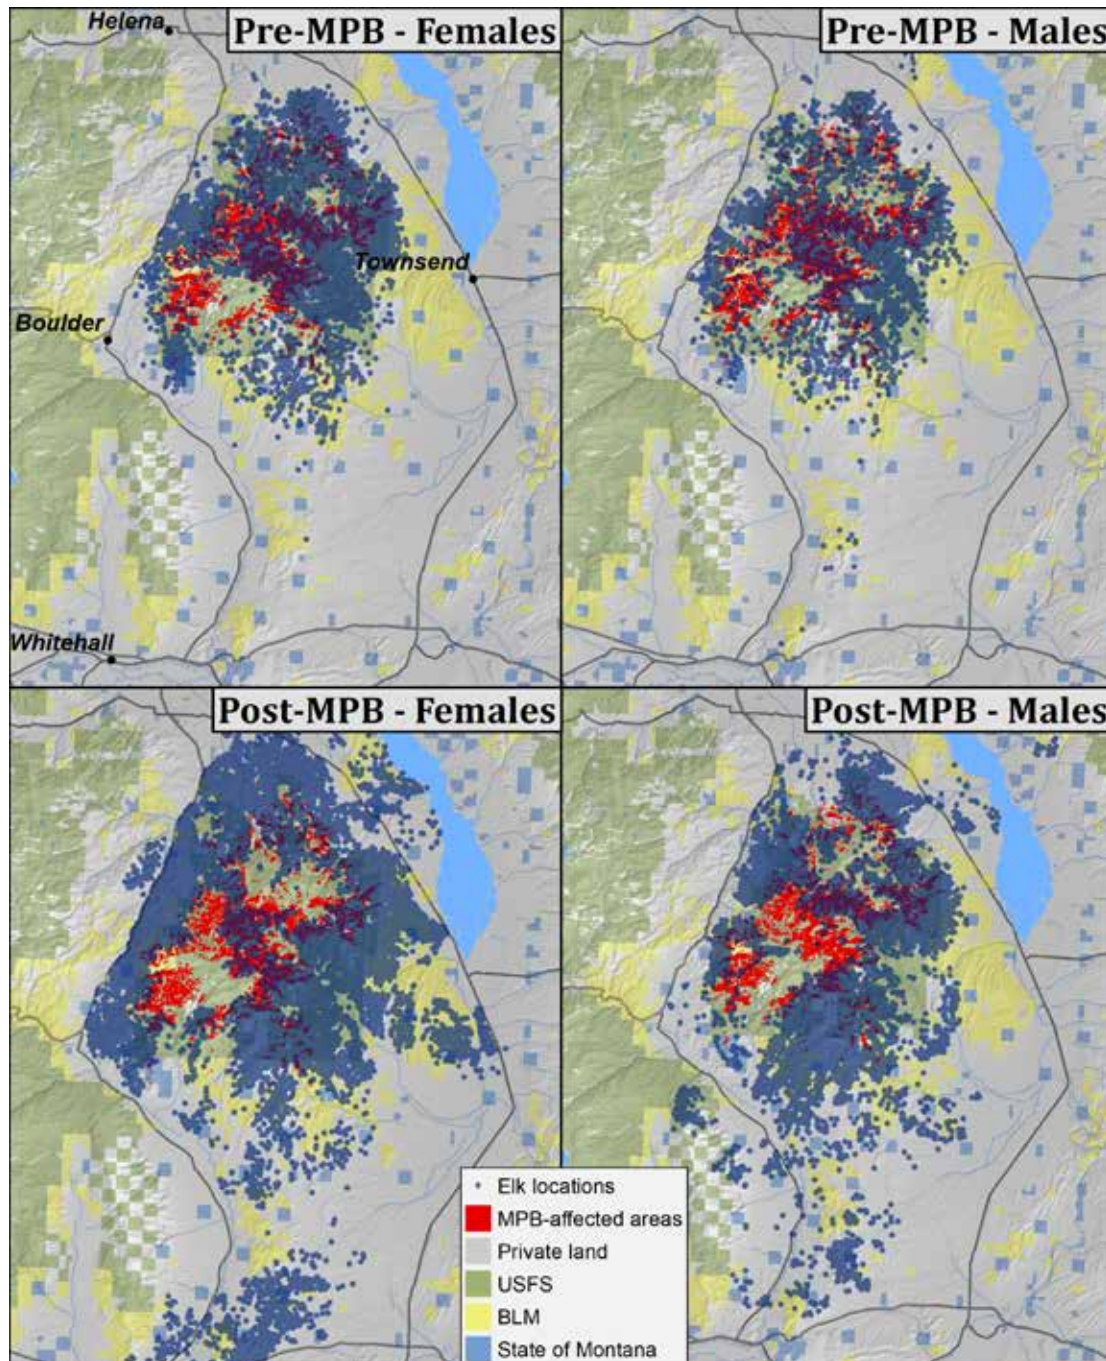 Pre-MPB - Females
Pre-MPB - Males
Helena
Townsend
Boulder
Whitehall
Post-MPB - Females
Post-MPB - Males
Elk locations
MPB-affected areas
Private land
USFS
BLM
State of Montana